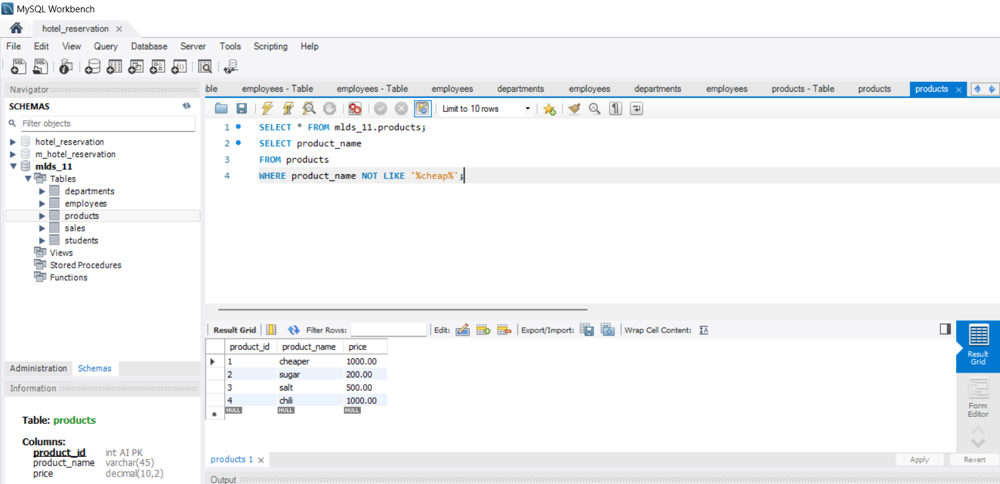 MySQL Workbench
hotel_reservation
File Edit View Query Database Server Tools Scripting Help
Navigator
SCHEMAS
Filter objects
hotel_reservation
m_hotel_reservation
mlds_11
Tables
departments
employees
products
sales
students
Views
Stored Procedures
Functions
Administration Schemas
Information
Table: products
Columns:
product_id int AI PK
product_name varchar(45)
price decimal(10,2)
ble employees - Table employees - Table employees departments employees departments employees products - Table products products
Limit to 10 rows
1 SELECT * FROM mlds_11.products;
2 SELECT product_name
3 FROM products
4 WHERE product_name NOT LIKE '%cheap%';
Result Grid Filter Rows: Edit: Export/Import: Wrap Cell Content:
product_id product_name price
1 cheaper 1000.00
2 sugar 200.00
3 salt 500.00
4 chili 1000.00
NULL NULL NULL
Result
Grid
Form
Editor
products 1
Apply Revert
Output